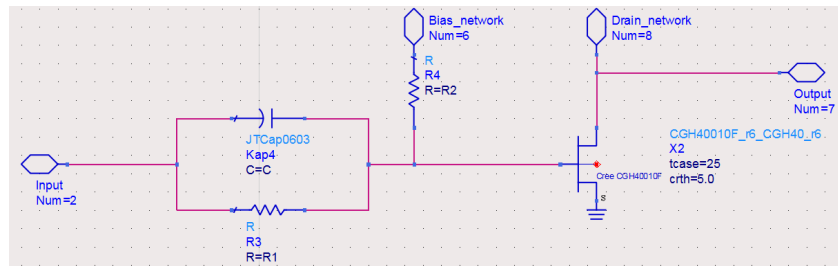 Bias_network
Num=6
Drain_network
Num=8
R
R4
R=R2
Output
Num=7
JTCap0603
Kap4
C=C
CGH40010F_r6_CGH40_r6
X2
tcase=25
crth=5.0
Cree CGH40010F
Input
Num=2
S
R
R3
R=R1